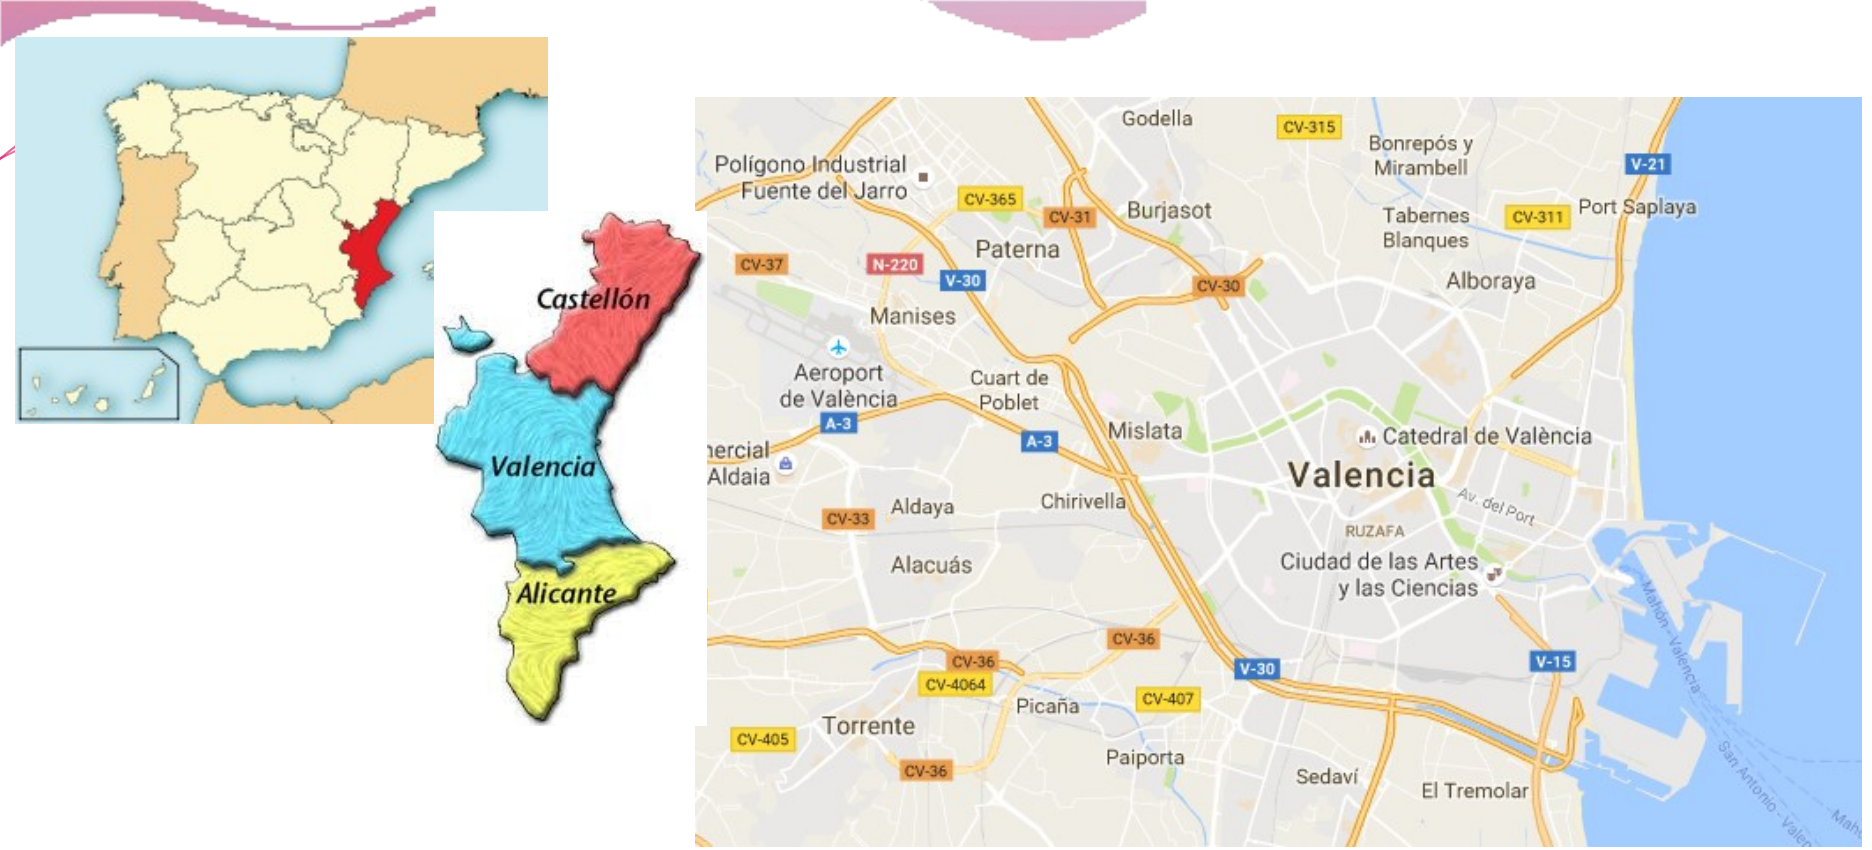 Castellón
Valencia
Alicante
Godella
CV-315
Bonrepós y
Mirambell
V-21
Polígono Industrial
Fuente del Jarro
CV-365
CV-31
Burjasot
Tabernes
Blanques
CV-311
Port Saplaya
Paterna
CV-37
N-220
V-30
CV-30
Alboraya
Manises
Aeroport
de València
Cuart de
Poblet
A-3
A-3
Mislata
Catedral de València
Aldaia
Valencia
Chirivella
Av. del Port
CV-33
Aldaya
RUZAFA
Alacuás
Ciudad de las Artes
y las Ciencias
Mahón - Valencia
CV-36
CV-36
CV-4064
V-30
V-15
CV-407
Picaña
Torrente
CV-405
Paiporta
CV-36
Sedaví
El Tremolar
San Antonio